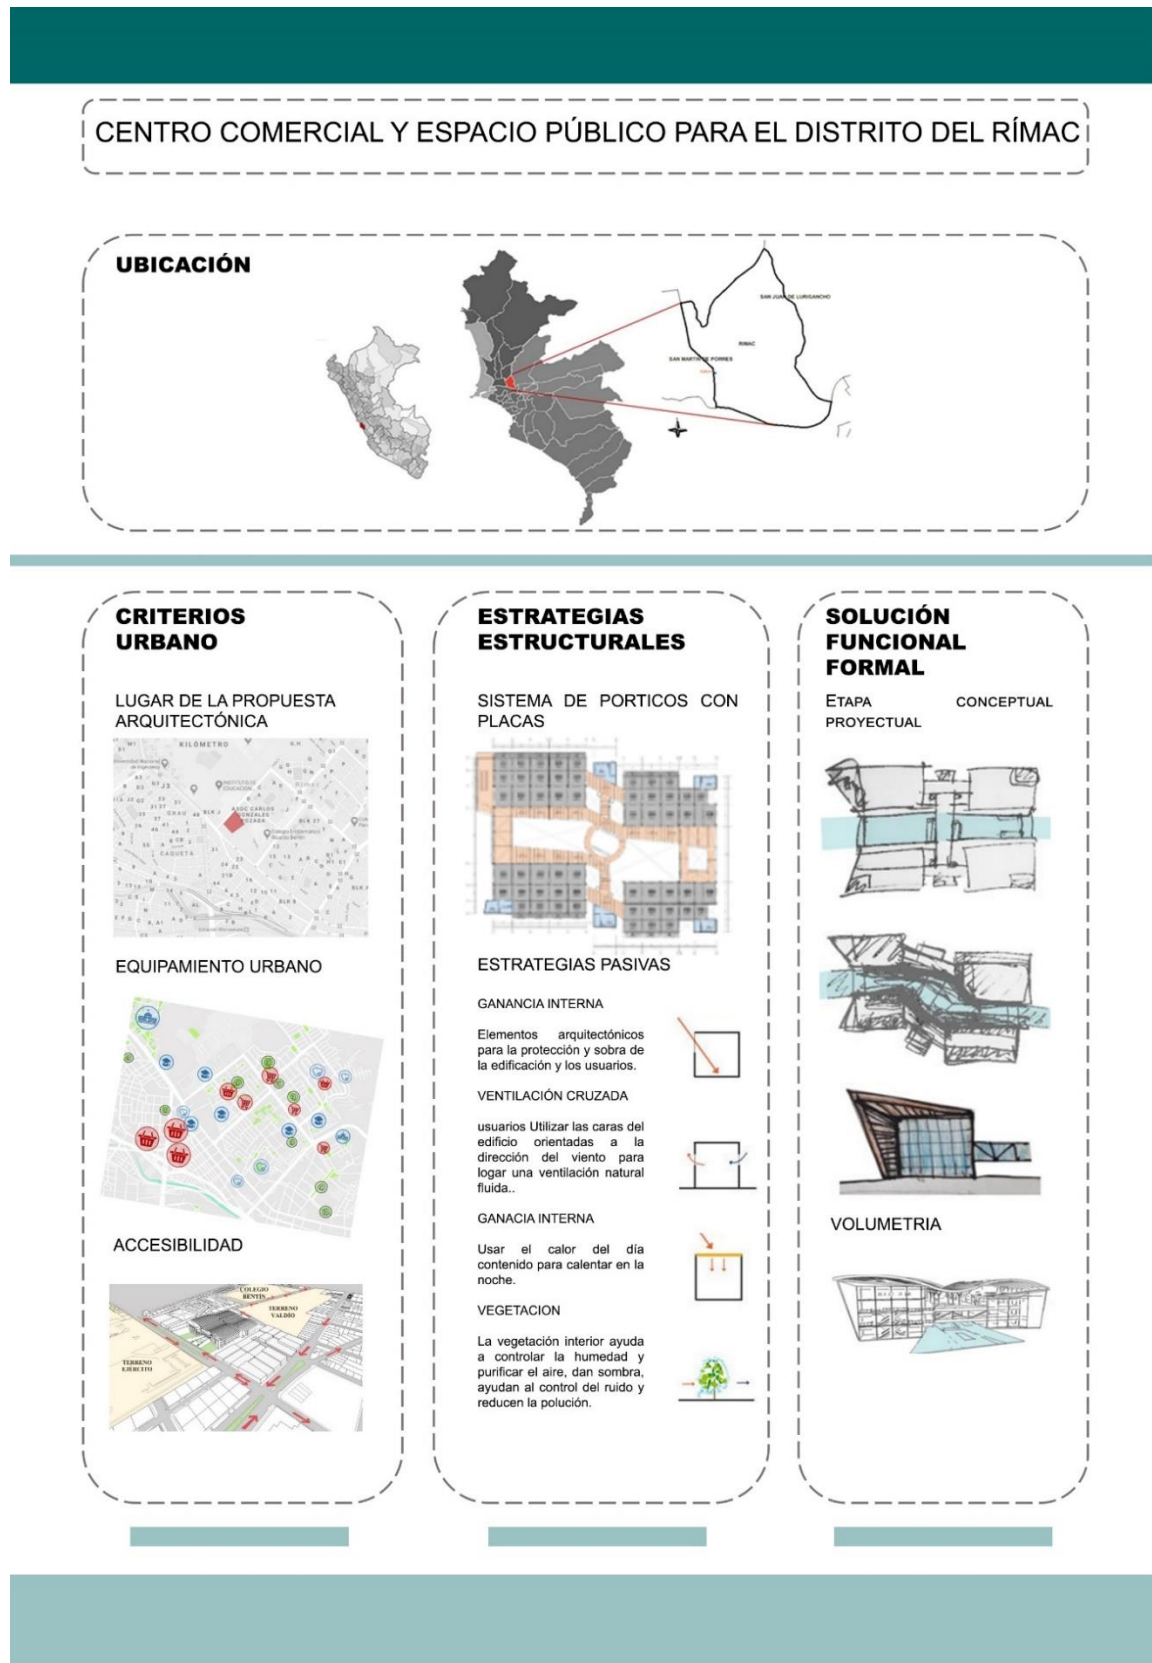 CENTRO COMERCIAL Y ESPACIO PÚBLICO PARA EL DISTRITO DEL RÍMAC
UBICACIÓN
SAN JUAN DE LURIGANCHO
RIMAC
SAN MARTIN DE PORRES
CRITERIOS
URBANO
LUGAR DE LA PROPUESTA
ARQUITECTÓNICA
KILÓMETRO
CAQUETA
EQUIPAMIENTO URBANO
ACCESIBILIDAD
COLEGIO
BENTÍS
TERRENO
VALDÍO
TERRENO
EJÉRCITO
ESTRATEGIAS
ESTRUCTURALES
SISTEMA DE PORTICOS CON
PLACAS
ESTRATEGIAS PASIVAS
GANANCIA INTERNA
Elementos arquitectónicos
para la protección y sobra de
la edificación y los usuarios.
VENTILACIÓN CRUZADA
usuarios Utilizar las caras del
edificio orientadas a la
dirección del viento para
logar una ventilación natural
fluida..
GANACIA INTERNA
Usar el calor del día
contenido para calentar en la
noche.
VEGETACION
La vegetación interior ayuda
a controlar la humedad y
purificar el aire, dan sombra,
ayudan al control del ruido y
reducen la polución.
SOLUCIÓN
FUNCIONAL
FORMAL
ETAPA CONCEPTUAL
PROYECTUAL
VOLUMETRIA